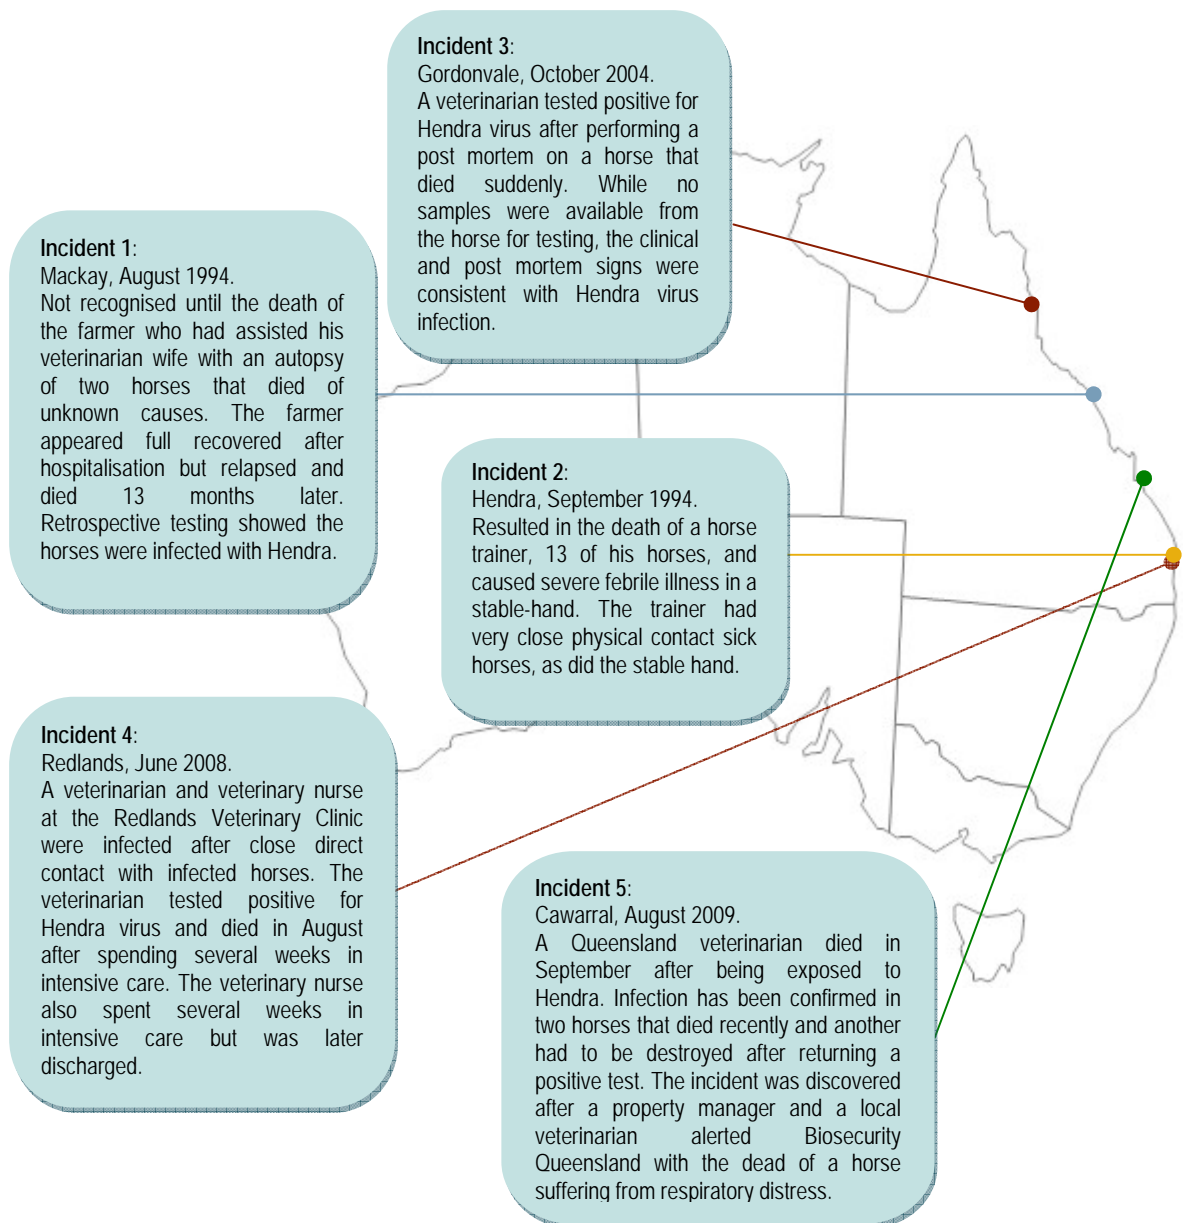 Incident 3:
Gordonvale, October 2004.
A veterinarian tested positive for
Hendra virus after performing a
post mortem on a horse that
died suddenly. While no
samples were available from
the horse for testing, the clinical
and post mortem signs were
consistent with Hendra virus
infection.
Incident 1:
Mackay, August 1994.
Not recognised until the death of
the farmer who had assisted his
veterinarian wife with an autopsy
of two horses that died of
unknown causes. The farmer
appeared full recovered after
hospitalisation but relapsed and
died 13 months later.
Retrospective testing showed the
horses were infected with Hendra.
Incident 2:
Hendra, September 1994.
Resulted in the death of a horse
trainer, 13 of his horses, and
caused severe febrile illness in a
stable-hand. The trainer had
very close physical contact sick
horses, as did the stable hand.
Incident 4:
Redlands, June 2008.
A veterinarian and veterinary nurse
at the Redlands Veterinary Clinic
were infected after close direct
contact with infected horses. The
veterinarian tested positive for
Hendra virus and died in August
after spending several weeks in
intensive care. The veterinary nurse
also spent several weeks in
intensive care but was later
discharged.
Incident 5:
Cawarral, August 2009.
A Queensland veterinarian died in
September after being exposed to
Hendra. Infection has been confirmed in
two horses that died recently and another
had to be destroyed after returning a
positive test. The incident was discovered
after a property manager and a local
veterinarian alerted Biosecurity
Queensland with the dead of a horse
suffering from respiratory distress.